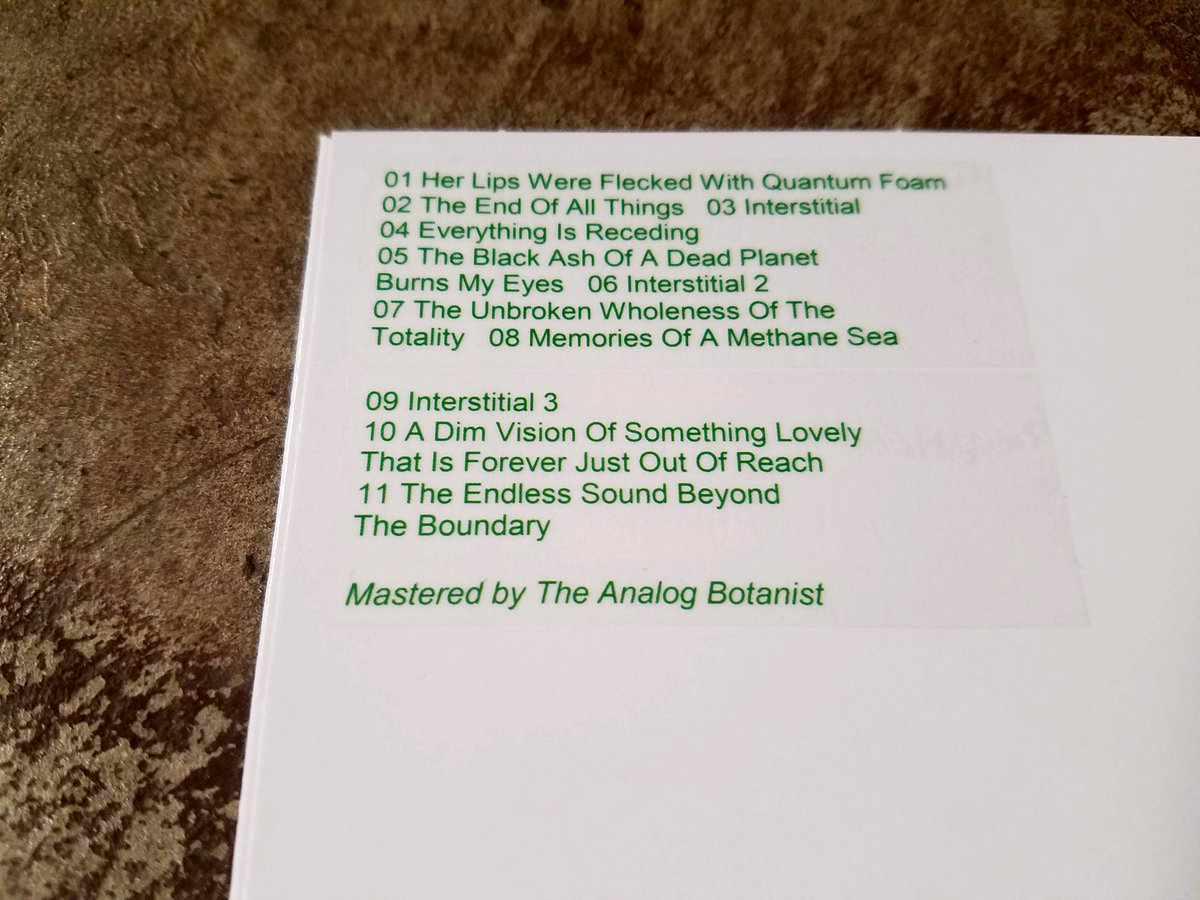 01 Her Lips Were Flecked With Quantum Foam
02 The End Of All Things 03 Interstitial
04 Everything Is Receding
05 The Black Ash Of A Dead Planet
Burns My Eyes 06 Interstitial 2
07 The Unbroken Wholeness Of The
Totality 08 Memories Of A Methane Sea
09 Interstitial 3
10 A Dim Vision Of Something Lovely
That Is Forever Just Out Of Reach
11 The Endless Sound Beyond
The Boundary
Mastered by The Analog Botanist